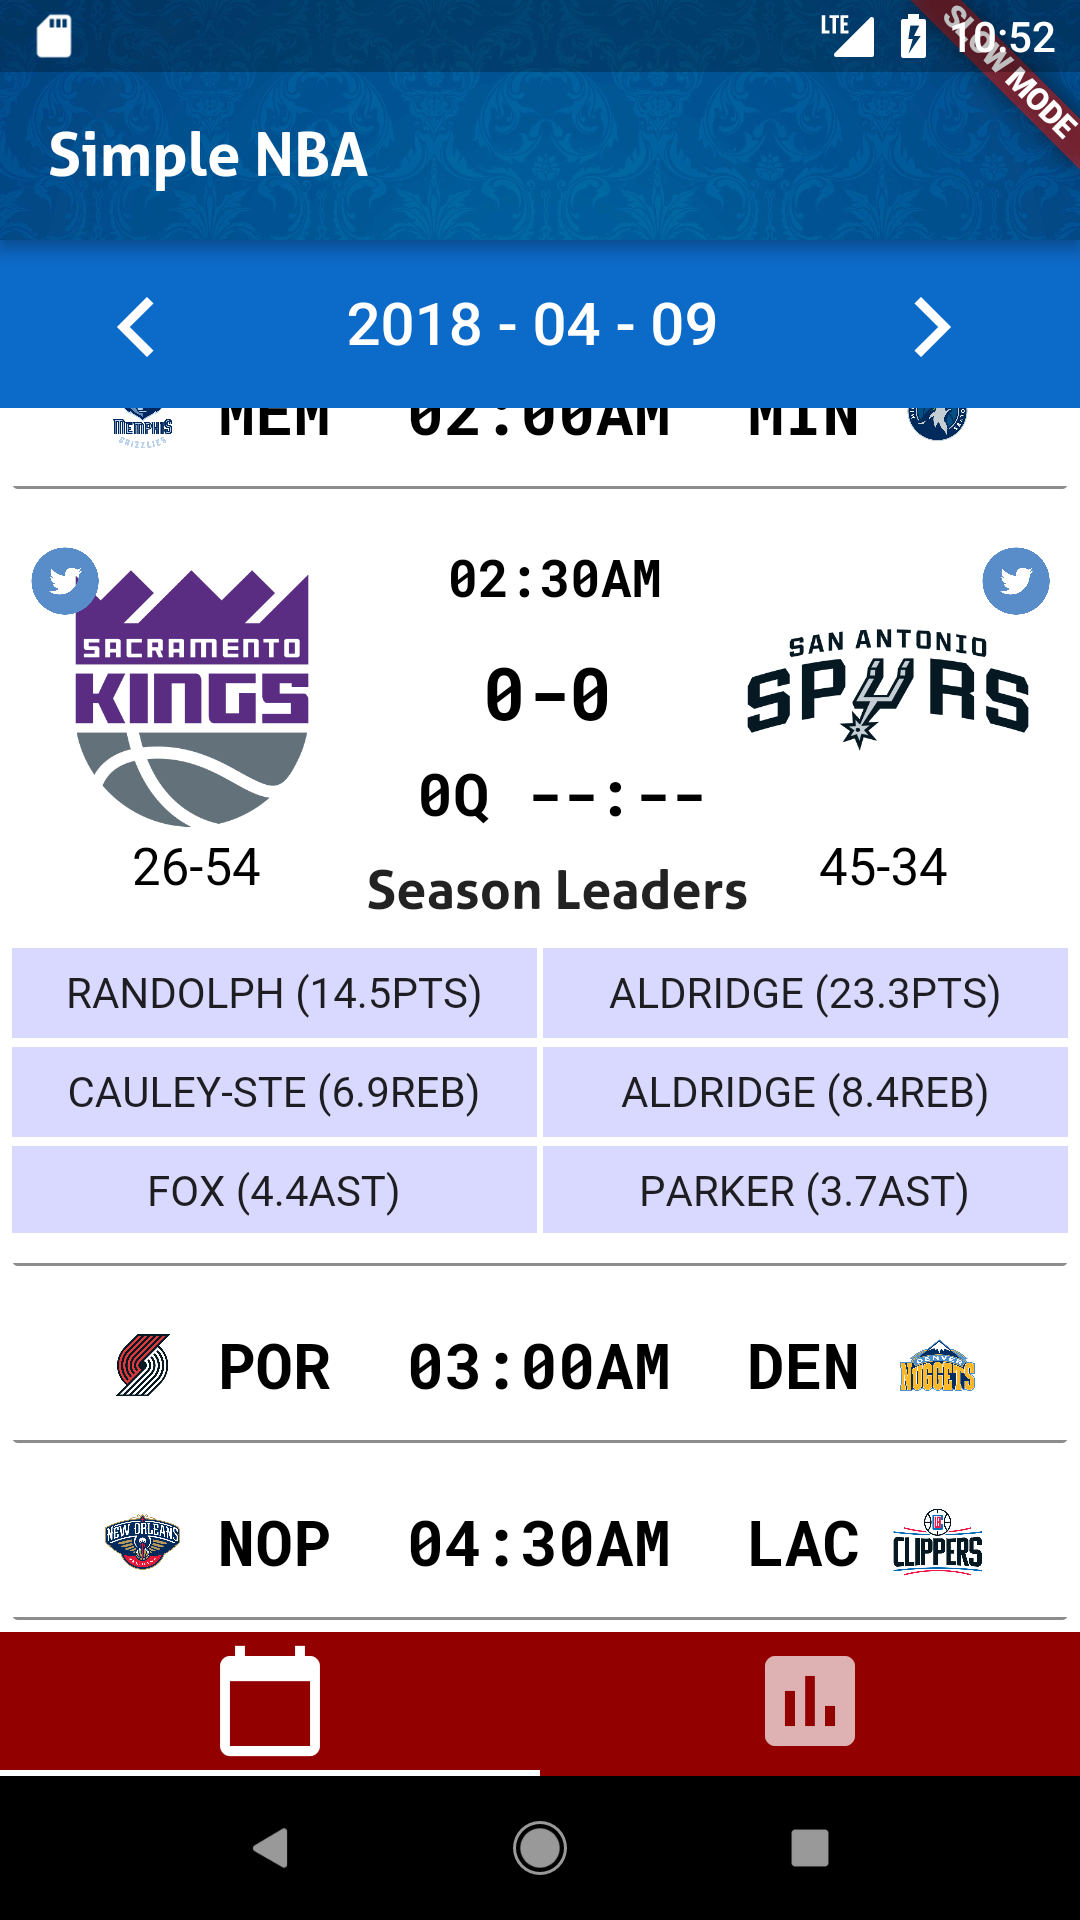 LTE 10:52
SLOW MODE
Simple NBA
2018 - 04 - 09
MEMPHIS
GRIZZLIES
MEM 02:00AM MIN
02:30AM
SACRAMENTO
KINGS
SAN ANTONIO
SPURS
0-0
0Q --:--
26-54
45-34
Season Leaders
RANDOLPH (14.5PTS) ALDRIDGE (23.3PTS)
CAULEY-STE (6.9REB) ALDRIDGE (8.4REB)
FOX (4.4AST) PARKER (3.7AST)
POR 03:00AM DEN
DENVER
NUGGETS
NEW ORLEANS
NOP 04:30AM LAC
CLIPPERS